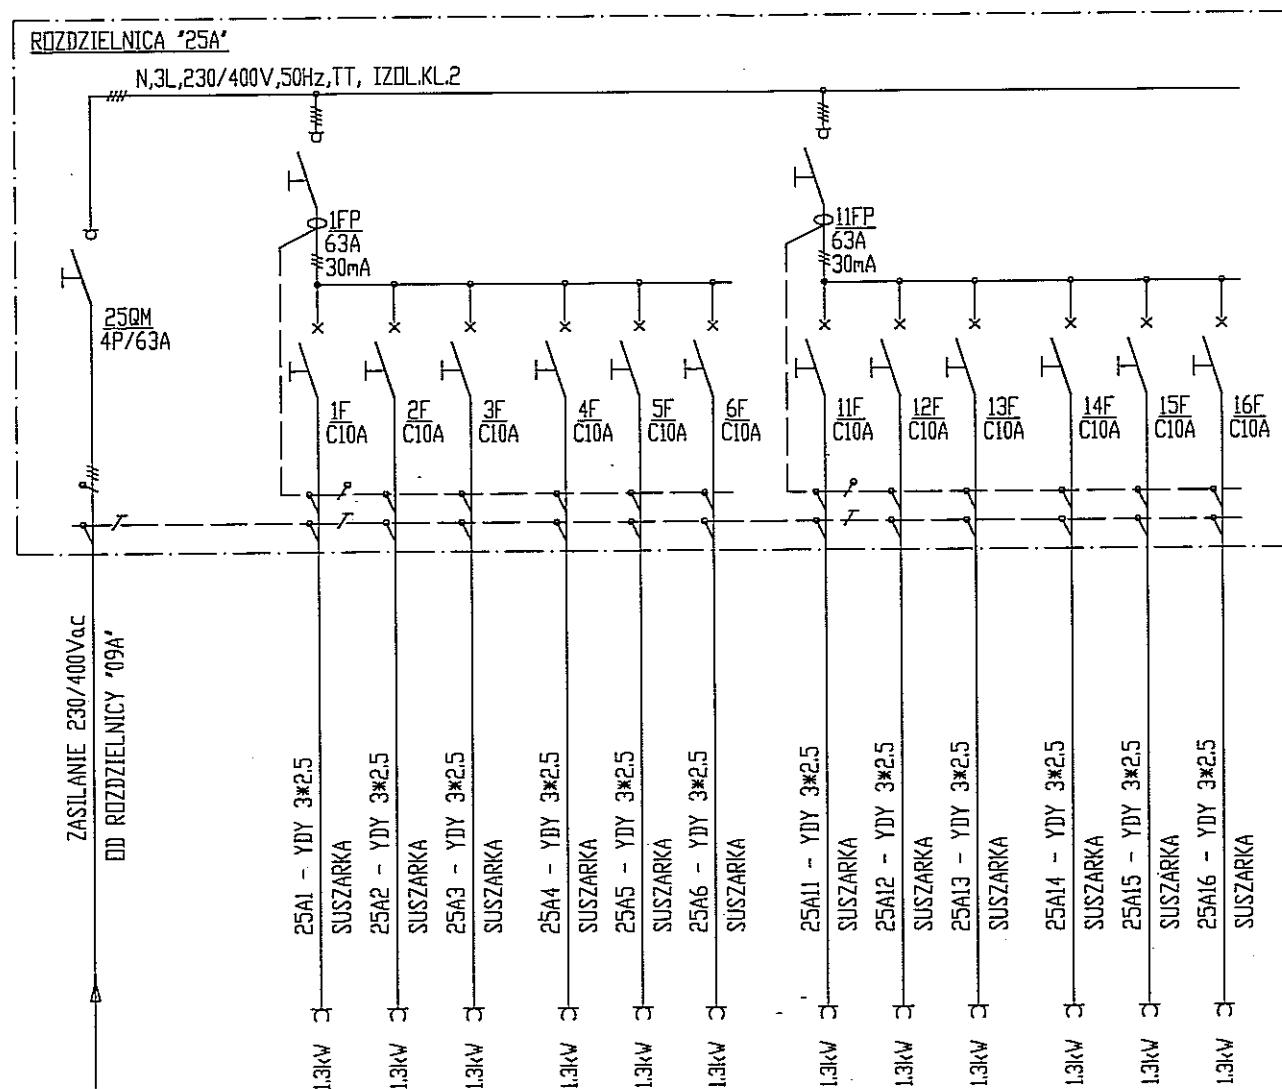 ROZDZIELNICA "25A"
N,3L,230/400V,50Hz,TT, IZOL.KL.2
25QM
4P/63A
1FP
63A
30mA
11FP
63A
30mA
1F
C10A
2F
C10A
3F
C10A
4F
C10A
5F
C10A
6F
C10A
11F
C10A
12F
C10A
13F
C10A
14F
C10A
15F
C10A
16F
C10A
ZASILANIE 230/400Vac
OD ROZDZIELNICY "09A"
25A1 - YDY 3*2.5
SUSZARKA
25A2 - YDY 3*2.5
SUSZARKA
25A3 - YDY 3*2.5
SUSZARKA
25A4 - YDY 3*2.5
SUSZARKA
25A5 - YDY 3*2.5
SUSZARKA
25A6 - YDY 3*2.5
SUSZARKA
25A11 - YDY 3*2.5
SUSZARKA
25A12 - YDY 3*2.5
SUSZARKA
25A13 - YDY 3*2.5
SUSZARKA
25A14 - YDY 3*2.5
SUSZARKA
25A15 - YDY 3*2.5
SUSZARKA
25A16 - YDY 3*2.5
SUSZARKA
1.3kW
1.3kW
1.3kW
1.3kW
1.3kW
1.3kW
1.3kW
1.3kW
1.3kW
1.3kW
1.3kW
1.3kW